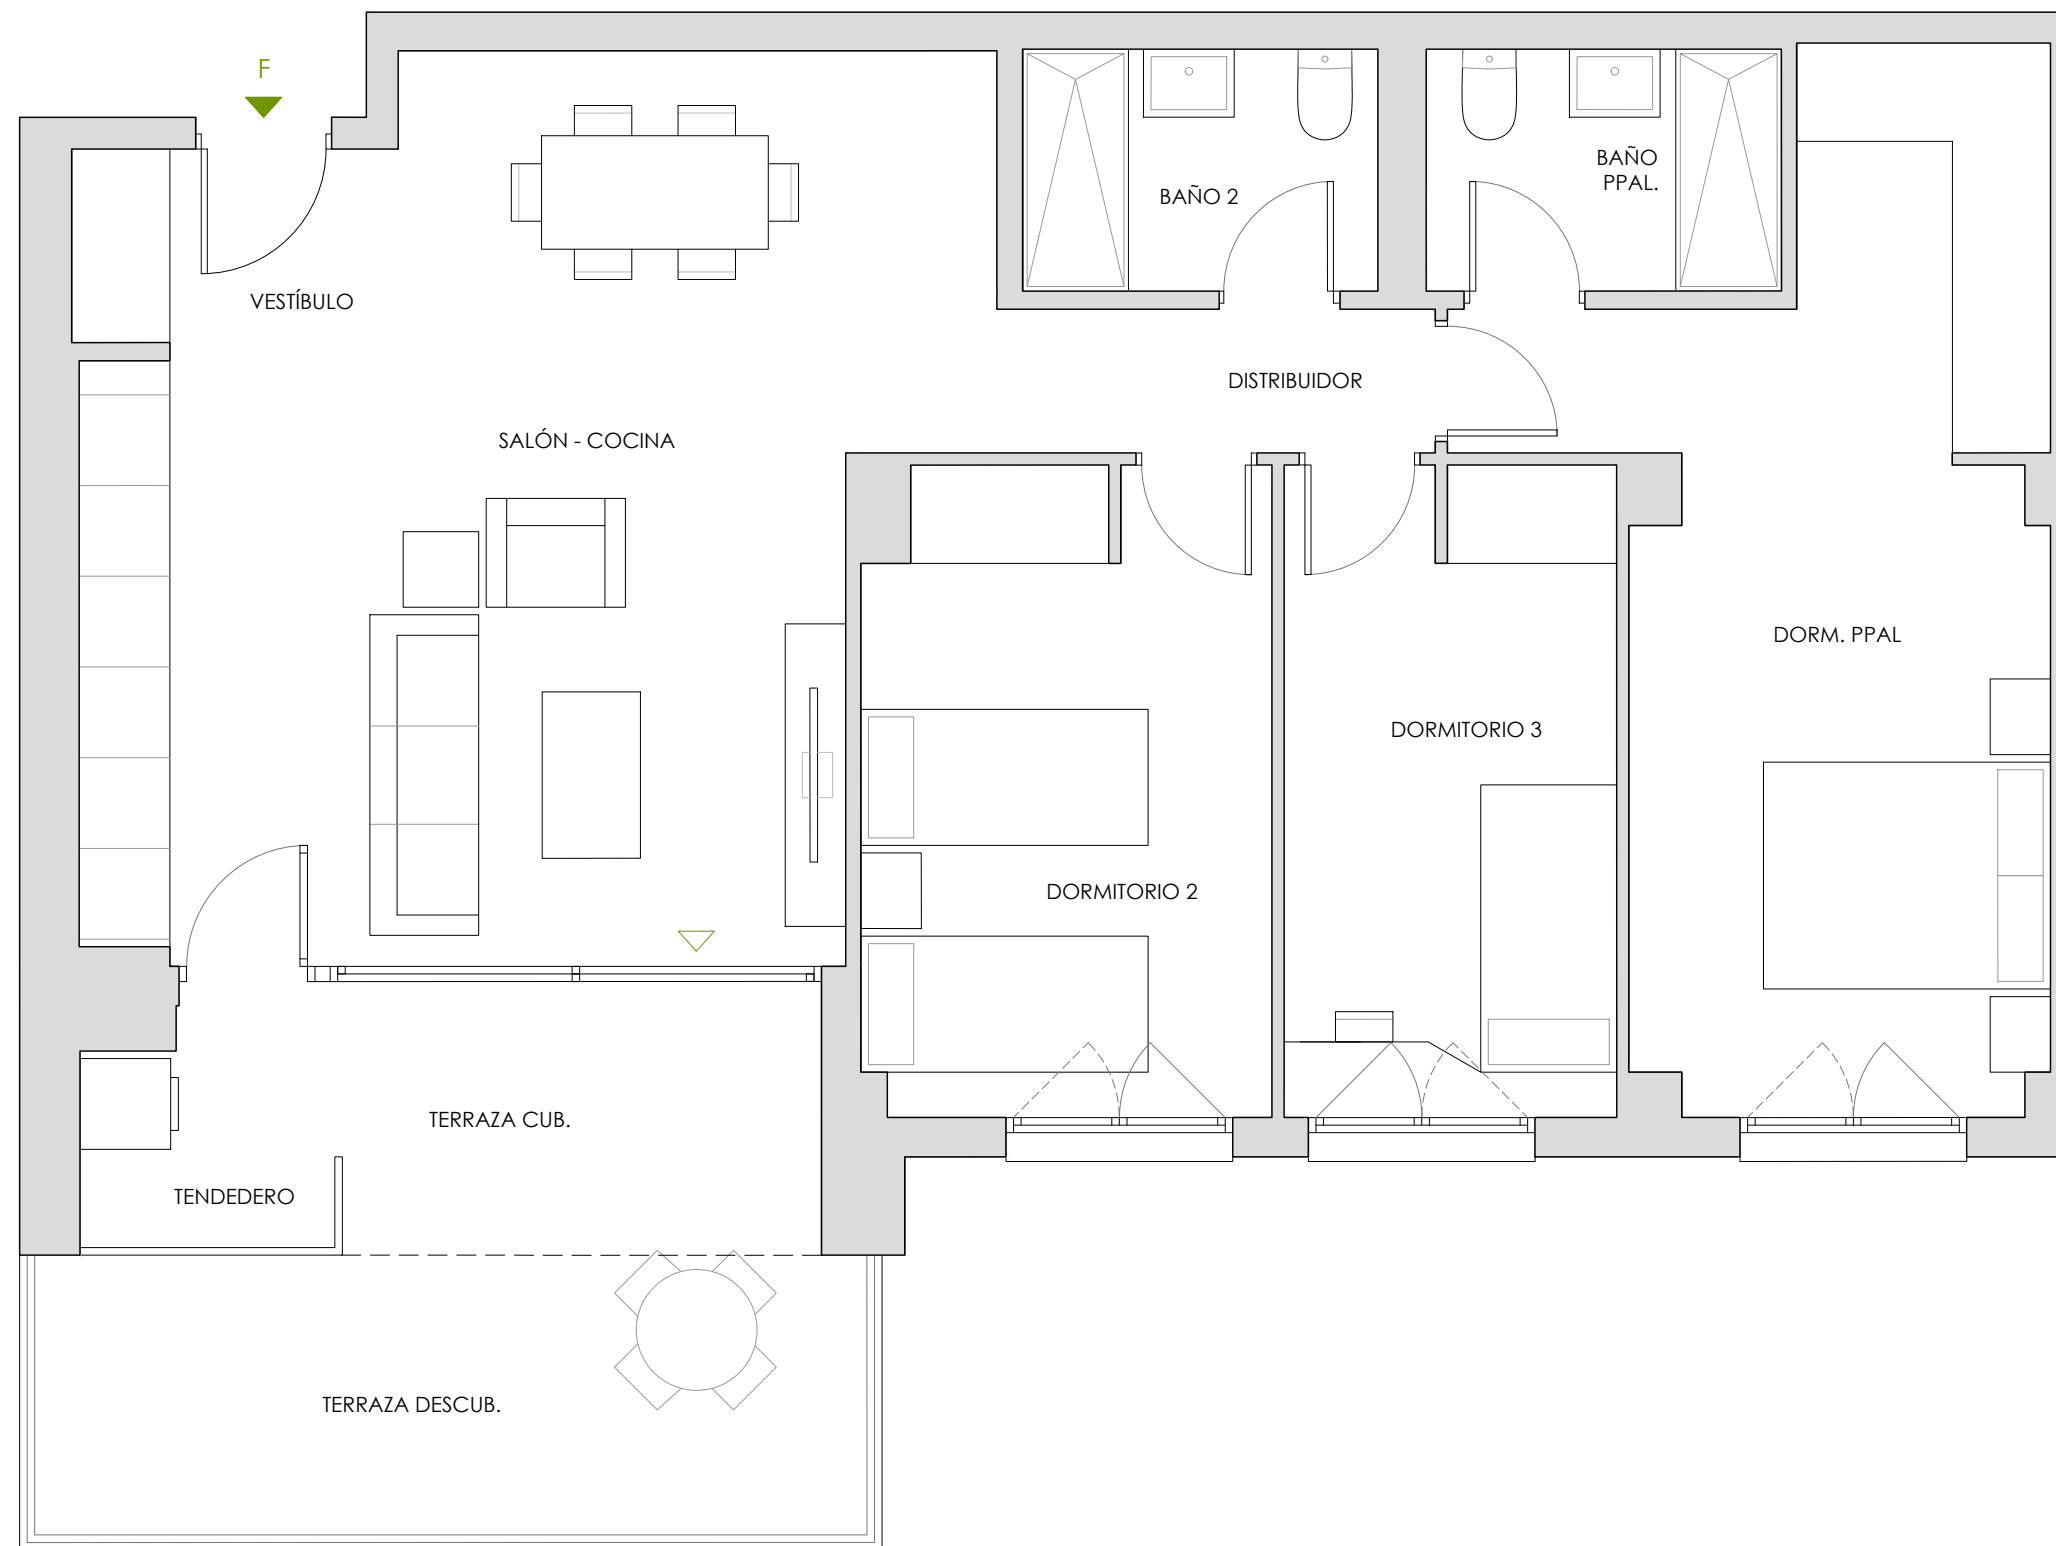 F
BAÑO
PPAL.
BAÑO 2
VESTÍBULO
DISTRIBUIDOR
SALÓN - COCINA
DORM. PPAL
DORMITORIO 3
DORMITORIO 2
TERRAZA CUB.
TENDEDERO
TERRAZA DESCUB.